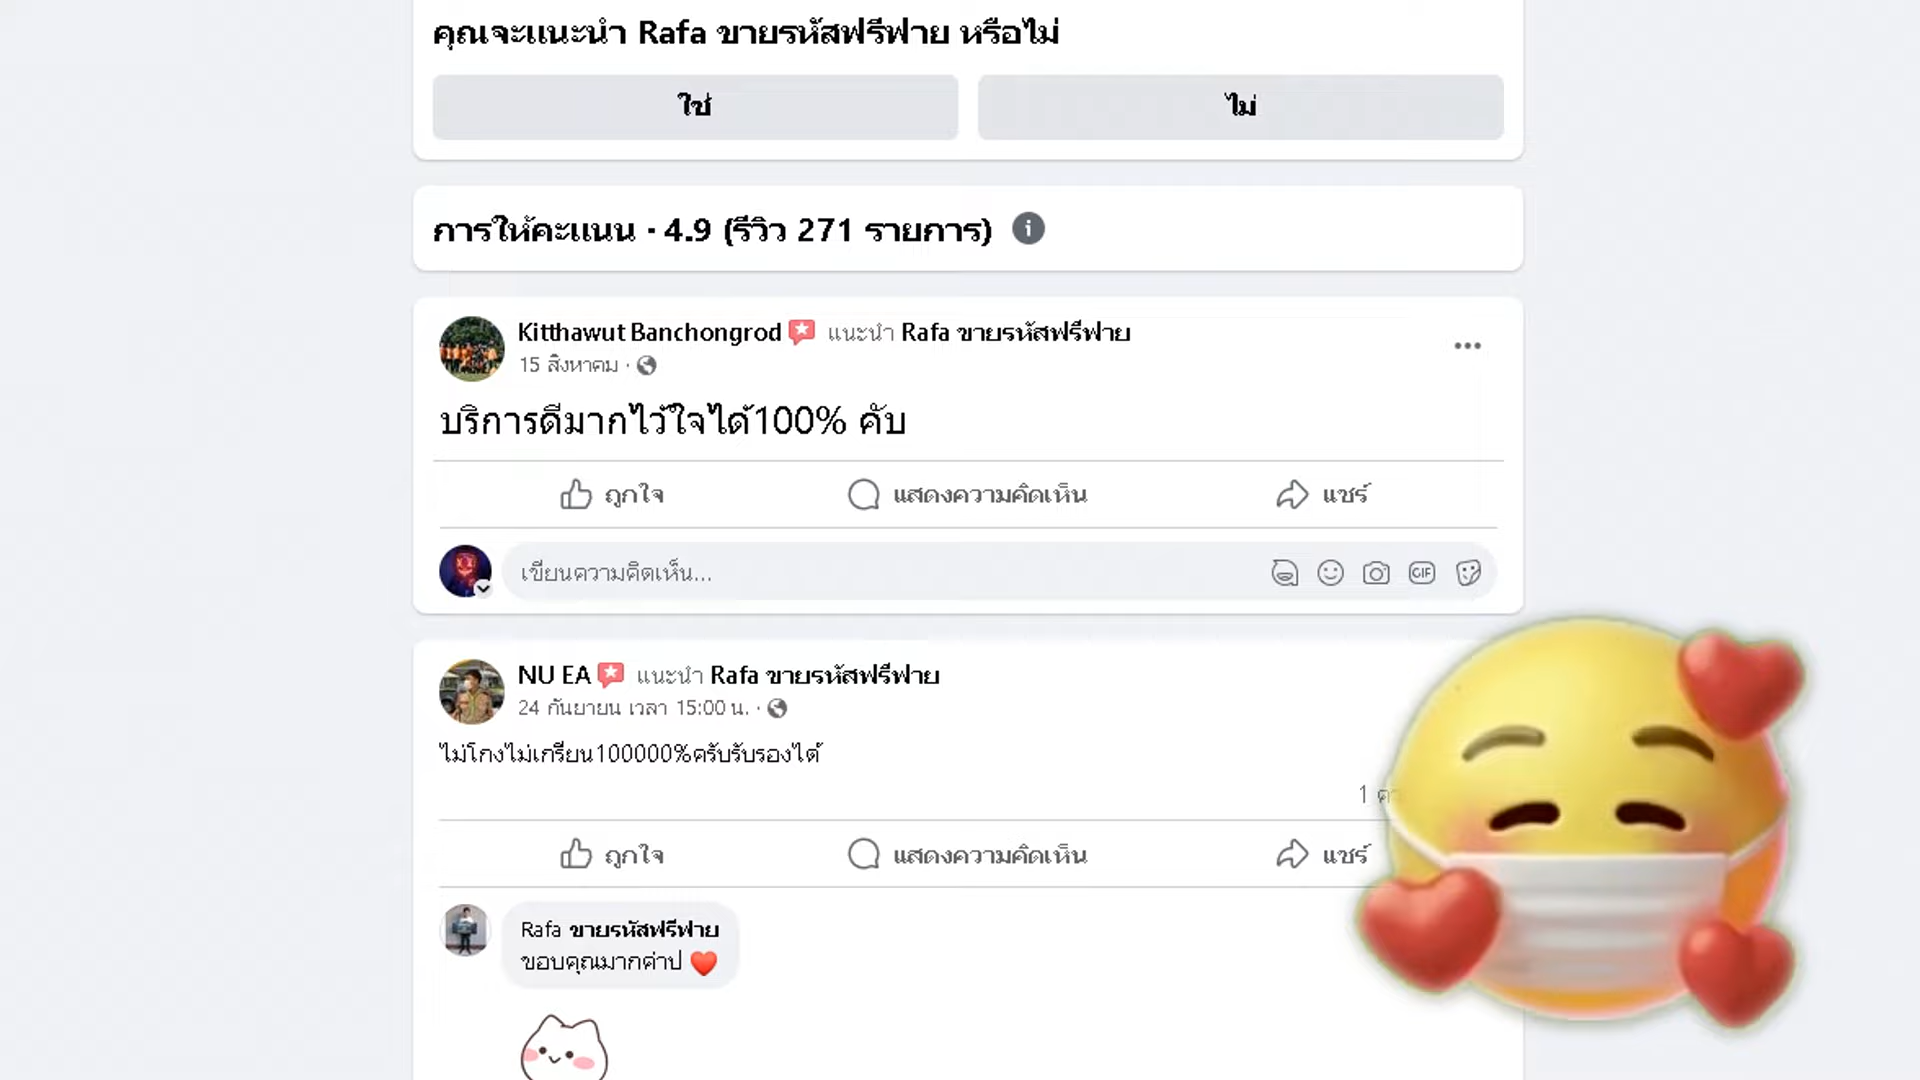 คุณจะแนะนำ Rafa ขายรหัสฟรีฟาย หรือไม่
ใช่
ไม่
การให้คะแนน · 4.9 (รีวิว 271 รายการ)
Kitthawut Banchongrod แนะนำ Rafa ขายรหัสฟรีฟาย
15 สิงหาคม ·
บริการดีมากไว้ใจได้100% คับ
ถูกใจ
แสดงความคิดเห็น
แชร์
เขียนความคิดเห็น...
GIF
NU EA แนะนำ Rafa ขายรหัสฟรีฟาย
24 กันยายน เวลา 15:00 น. ·
ไม่โกงไม่เกรียน100000%ครับรับรองได้
1
ถูกใจ
แสดงความคิดเห็น
แชร์
Rafa ขายรหัสฟรีฟาย
ขอบคุณมากค่าป ❤️